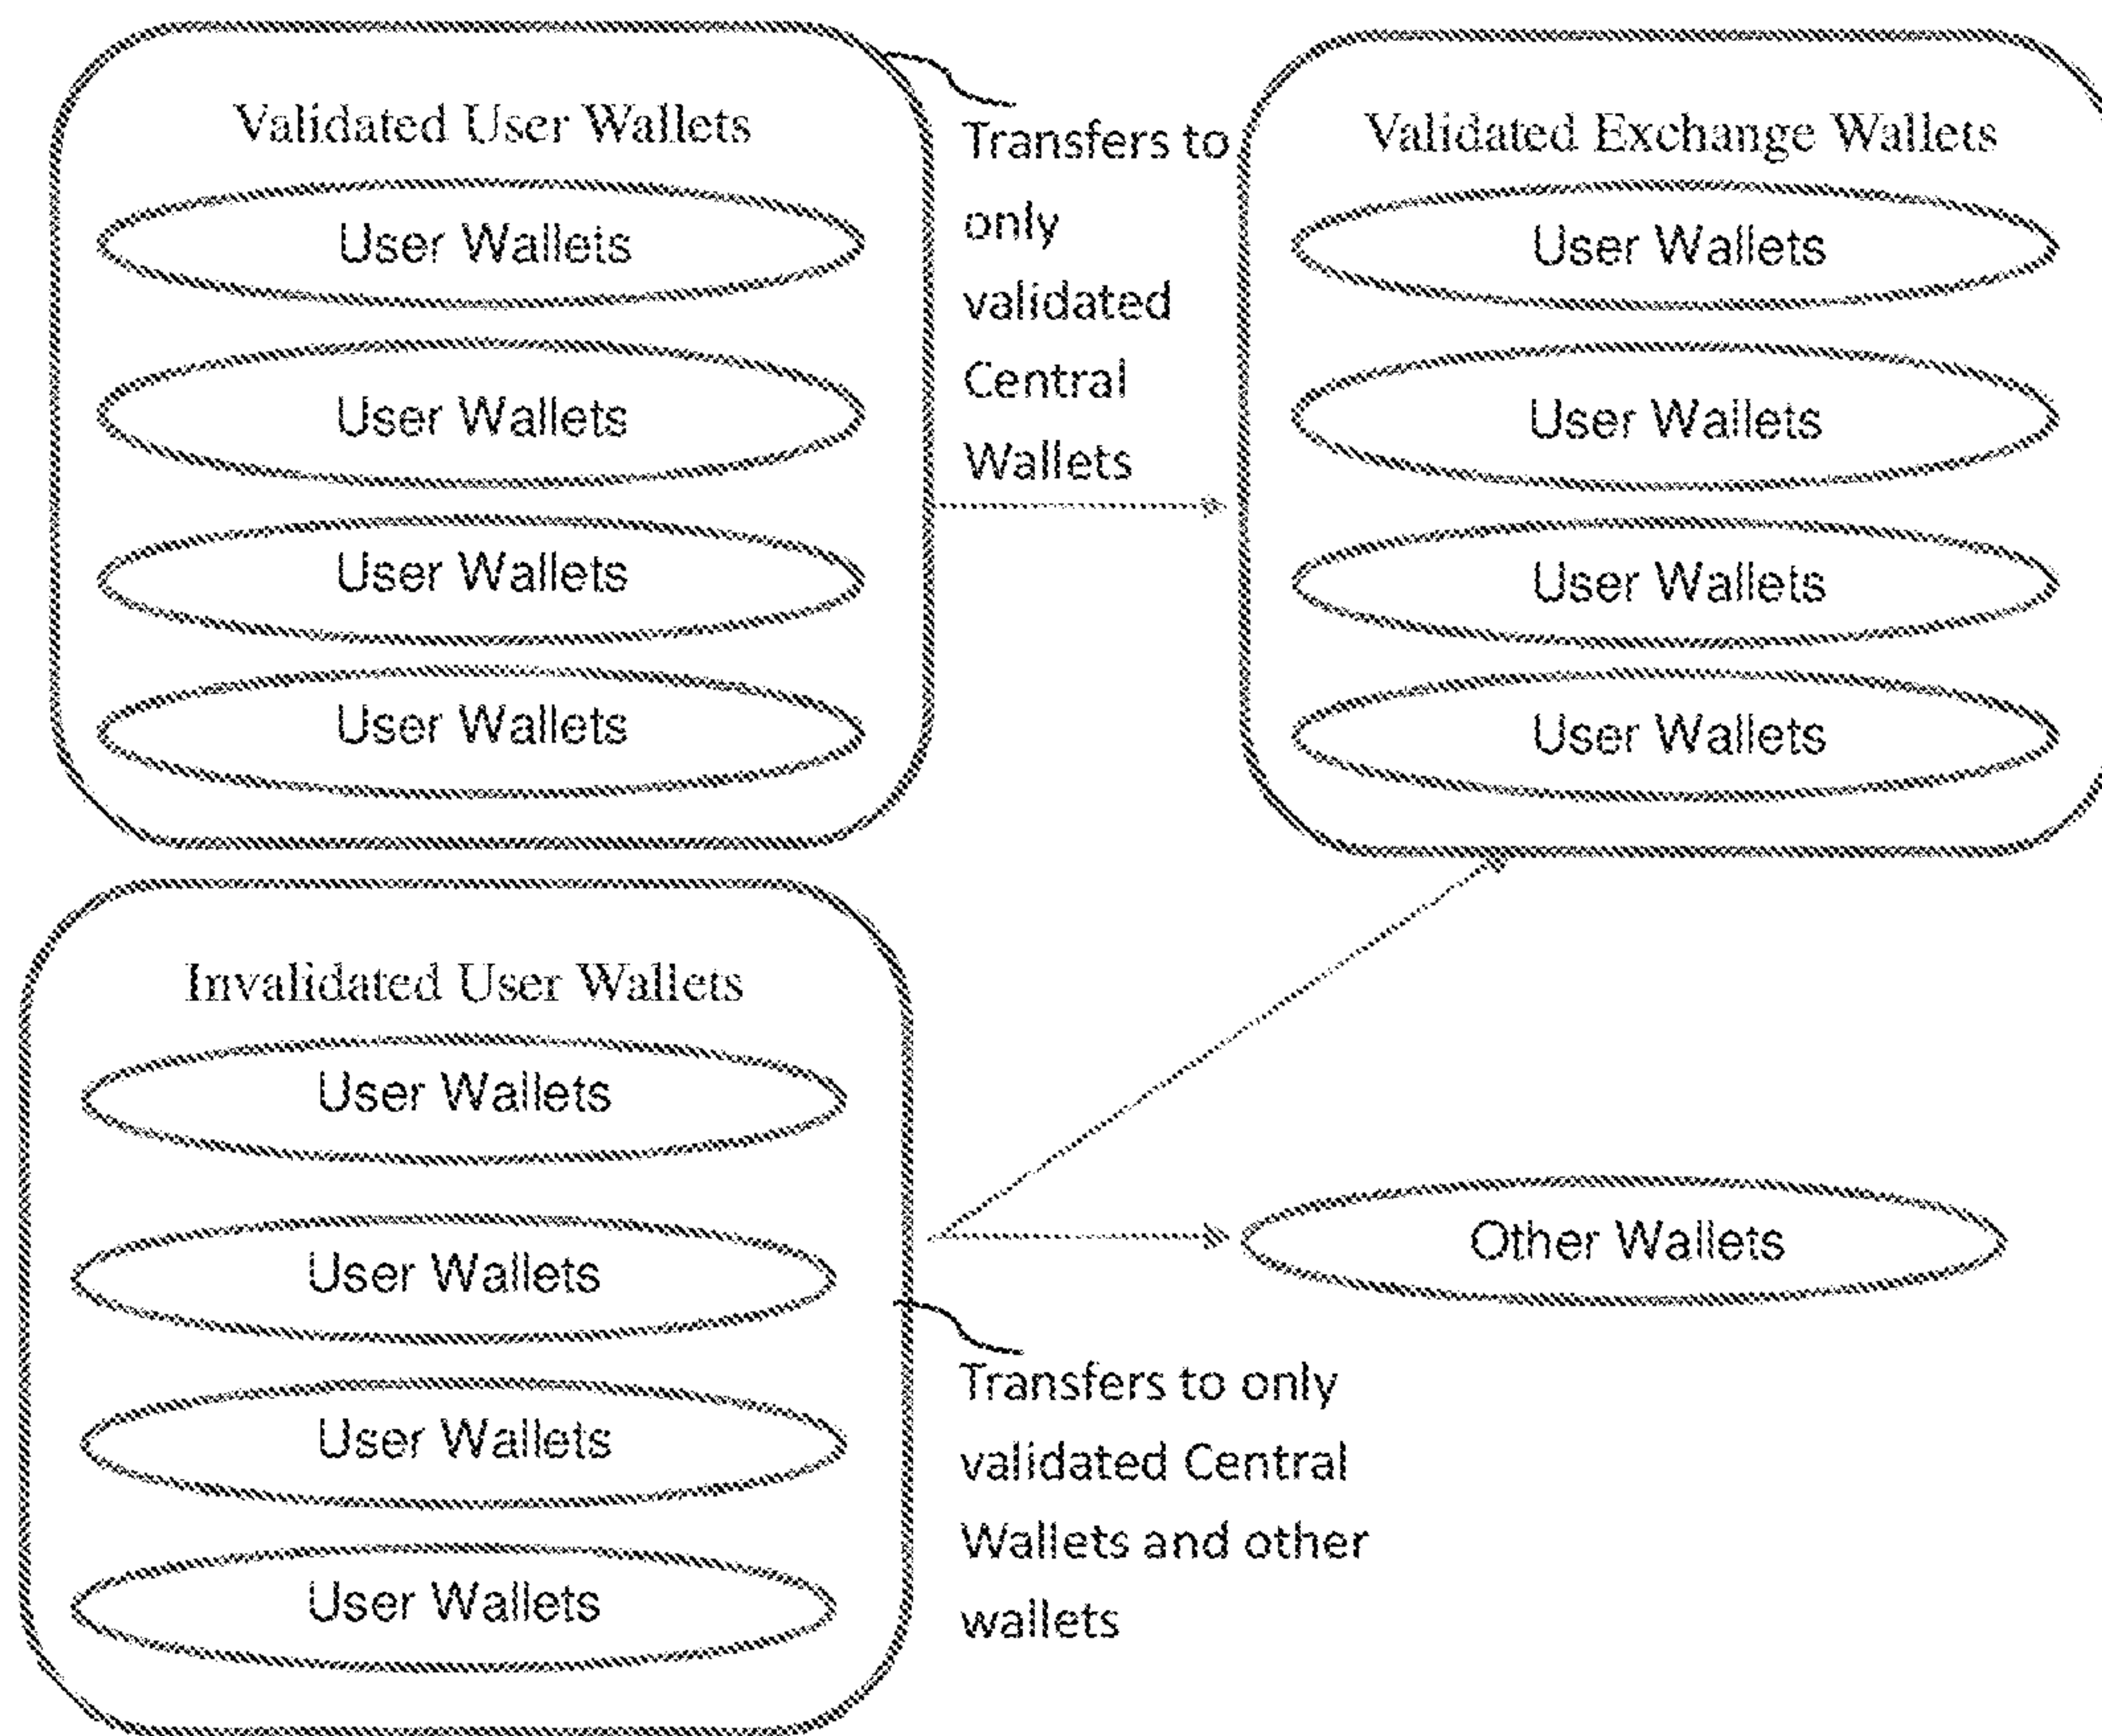 Validated User Wallets
User Wallets
User Wallets
User Wallets
User Wallets
Transfers to
only
validated
Central
Wallets
Validated Exchange Wallets
User Wallets
User Wallets
User Wallets
User Wallets
Invalidated User Wallets
User Wallets
User Wallets
User Wallets
User Wallets
Other Wallets
Transfers to only
validated Central
Wallets and other
wallets